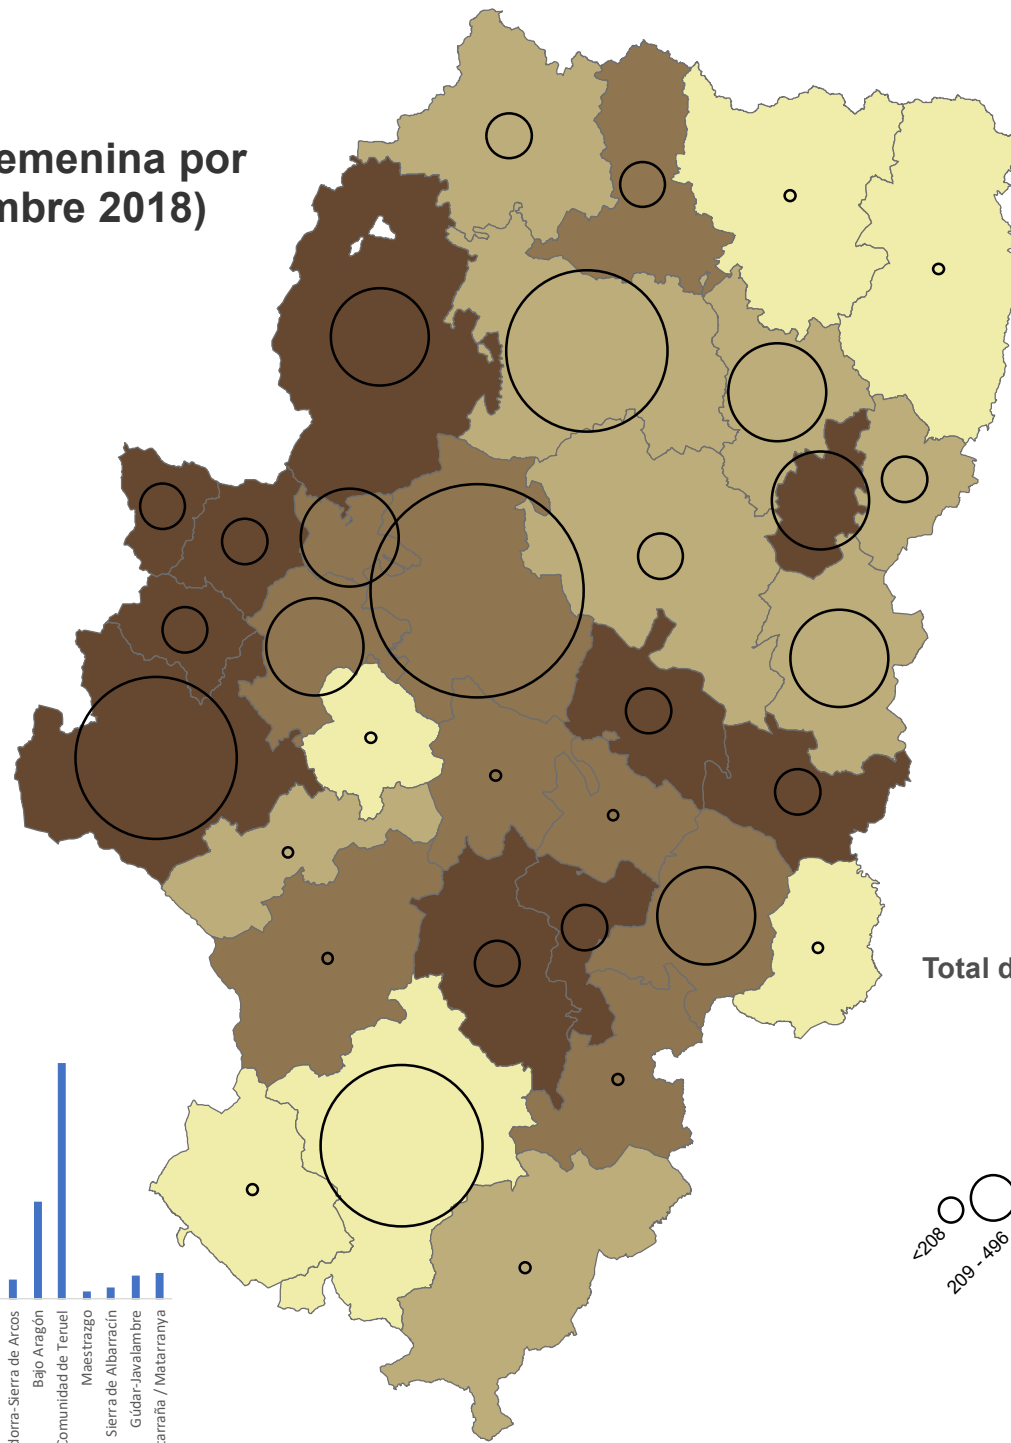 emenina por
mbre 2018)
Total d
<208
209 - 496
dorra-Sierra de Arcos
Bajo Aragón
Comunidad de Teruel
Maestrazgo
Sierra de Albarracín
Gúdar-Javalambre
arraña / Matarranya